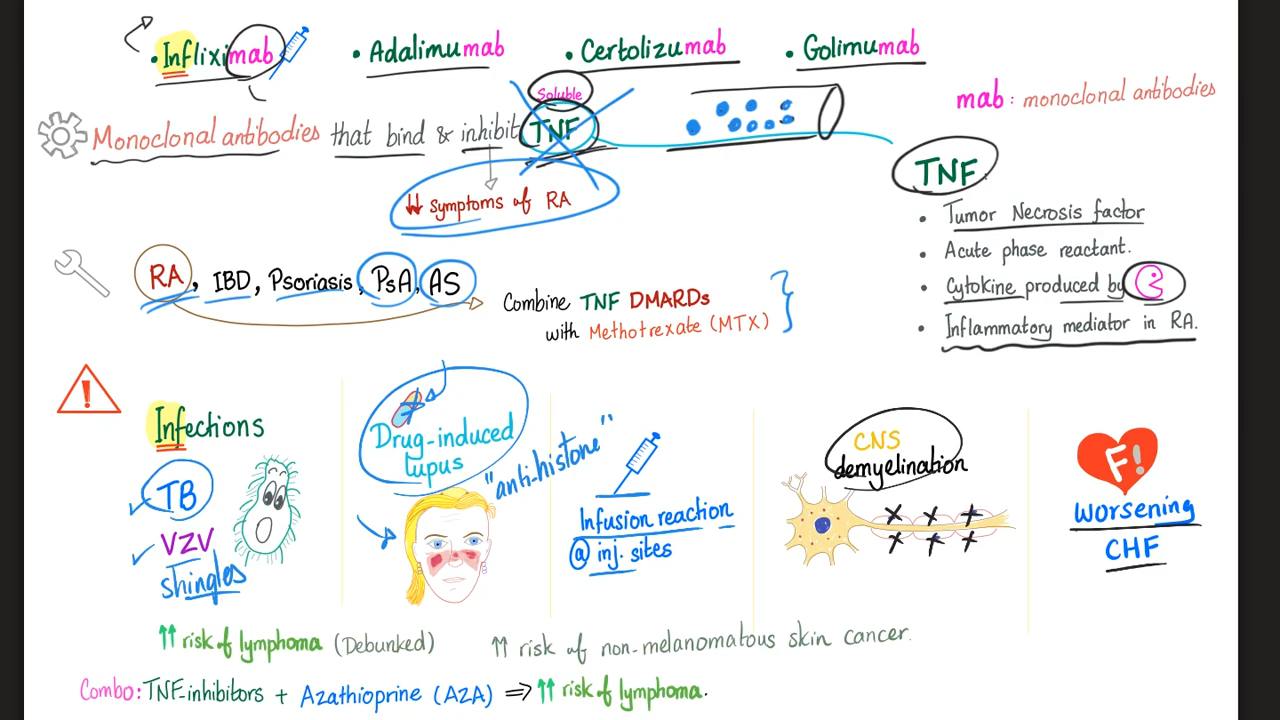 • Infliximab
• Adalimumab
• Certolizumab
• Golimumab
mab: monoclonal antibodies
Soluble
Monoclonal antibodies that bind & inhibit TNF
↓↓ symptoms of RA
TNF
• Tumor Necrosis factor
• Acute phase reactant.
• Cytokine produced by
• Inflammatory mediator in RA.
RA, IBD, Psoriasis, PsA, AS
Combine TNF DMARDs
with Methotrexate (MTX)
!
Infections
TB
VZV
shingles
Drug-induced
lupus
"anti-histone"
Infusion reaction
@ inj. sites
CNS
demyelination
F!
worsening
CHF
↑↑ risk of lymphoma (Debunked)
↑↑ risk of non-melanomatous skin cancer.
Combo: TNF inhibitors + Azathioprine (AZA) ⇒ ↑↑ risk of lymphoma.